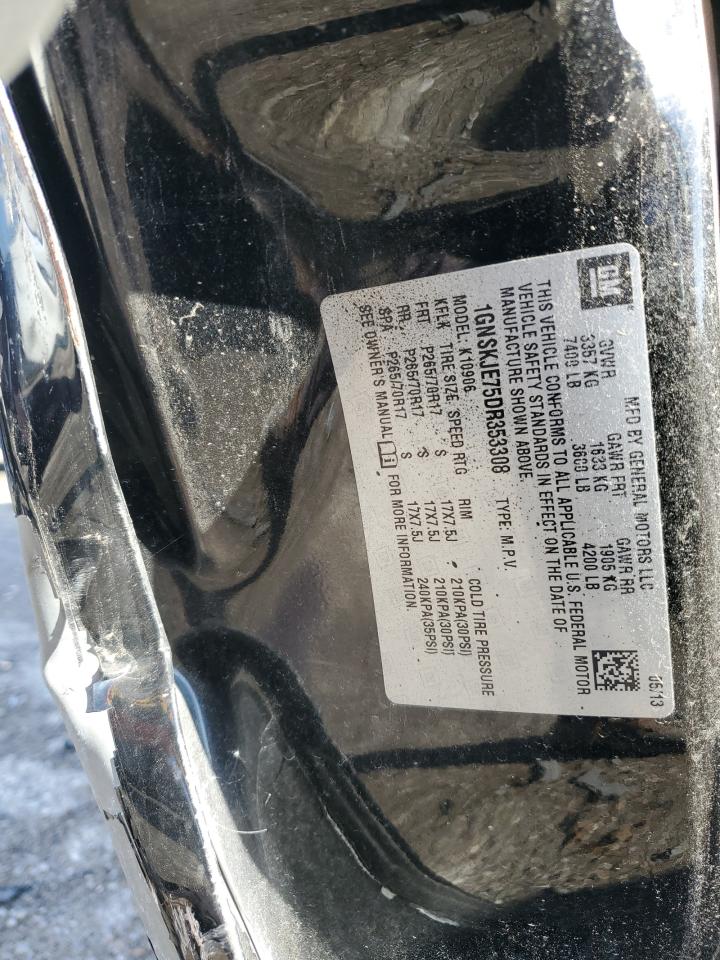 GM ® MFD BY GENERAL MOTORS LLC 05/13
GVWR GAWR FRT GAWR RR
3357 KG 1633 KG 1905 KG
7400 LB 3600 LB 4200 LB
THIS VEHICLE CONFORMS TO ALL APPLICABLE U.S. FEDERAL MOTOR
VEHICLE SAFETY STANDARDS IN EFFECT ON THE DATE OF
MANUFACTURE SHOWN ABOVE.
1GNSKJE75DR353308 TYPE: M.P.V.
MODEL: K10906
KFLK TIRE SIZE SPEED RTG RIM COLD TIRE PRESSURE
FRT P265/70R17 S 17X7.5J 210KPA(30PSI)
RR P265/70R17 S 17X7.5J 210KPA(30PSI)
SPA P265/70R17 S 17X7.5J 240KPA(35PSI)
SEE OWNER'S MANUAL FOR MORE INFORMATION.